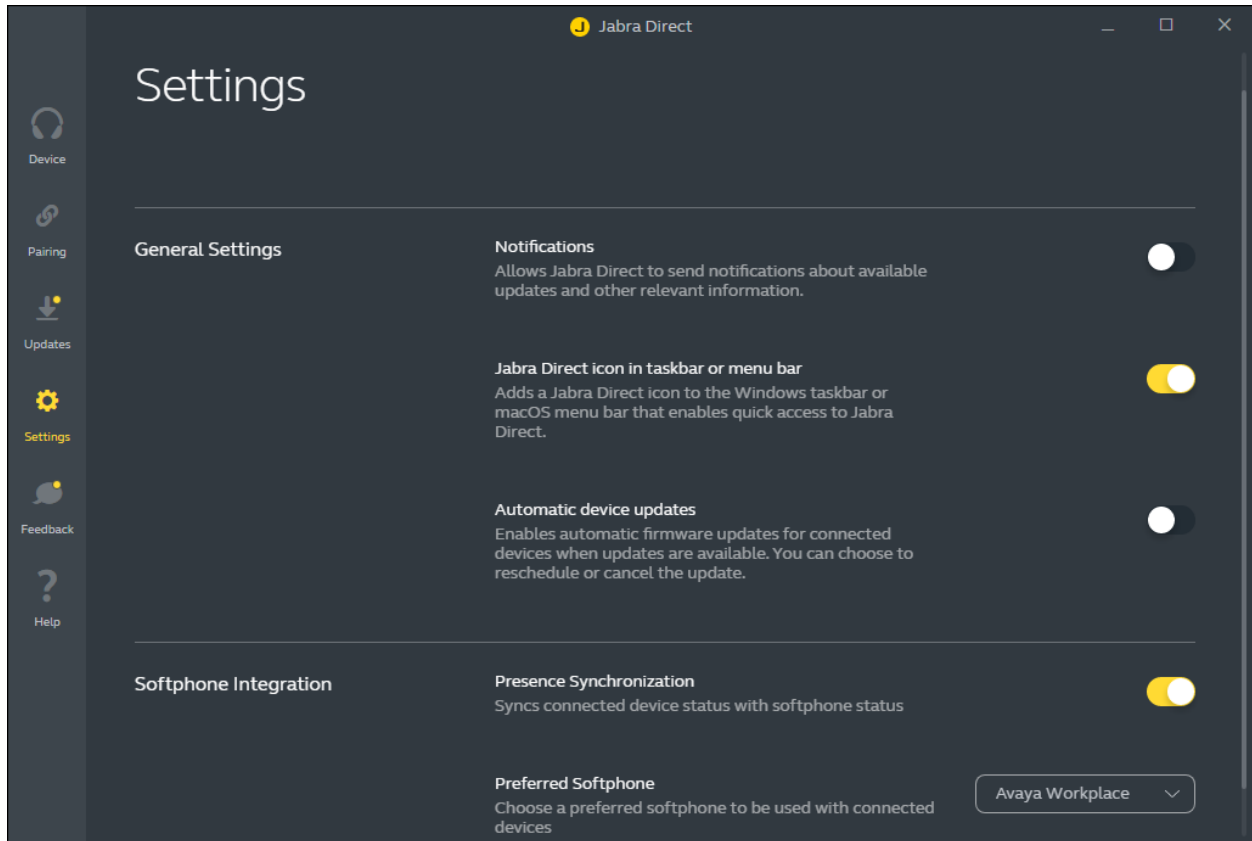 Jabra Direct
Settings
Device
Pairing
Updates
Settings
Feedback
Help
General Settings
Notifications
Allows Jabra Direct to send notifications about available
updates and other relevant information.
Jabra Direct icon in taskbar or menu bar
Adds a Jabra Direct icon to the Windows taskbar or
macOS menu bar that enables quick access to Jabra
Direct.
Automatic device updates
Enables automatic firmware updates for connected
devices when updates are available. You can choose to
reschedule or cancel the update.
Softphone Integration
Presence Synchronization
Syncs connected device status with softphone status
Preferred Softphone
Choose a preferred softphone to be used with connected
devices
Avaya Workplace